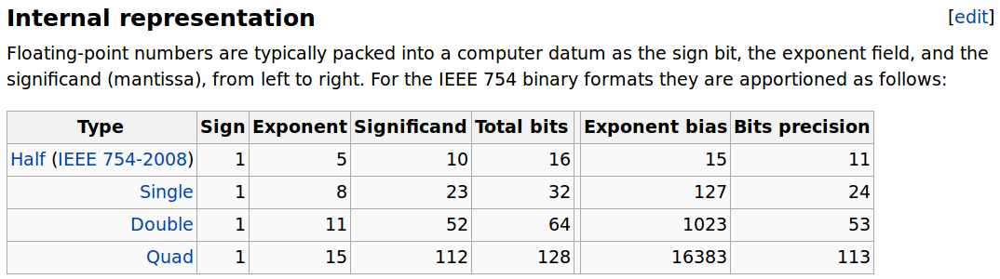 Internal representation [edit]
Floating-point numbers are typically packed into a computer datum as the sign bit, the exponent field, and the
significand (mantissa), from left to right. For the IEEE 754 binary formats they are apportioned as follows:
Type Sign Exponent Significand Total bits Exponent bias Bits precision
Half (IEEE 754-2008) 1 5 10 16 15 11
Single 1 8 23 32 127 24
Double 1 11 52 64 1023 53
Quad 1 15 112 128 16383 113